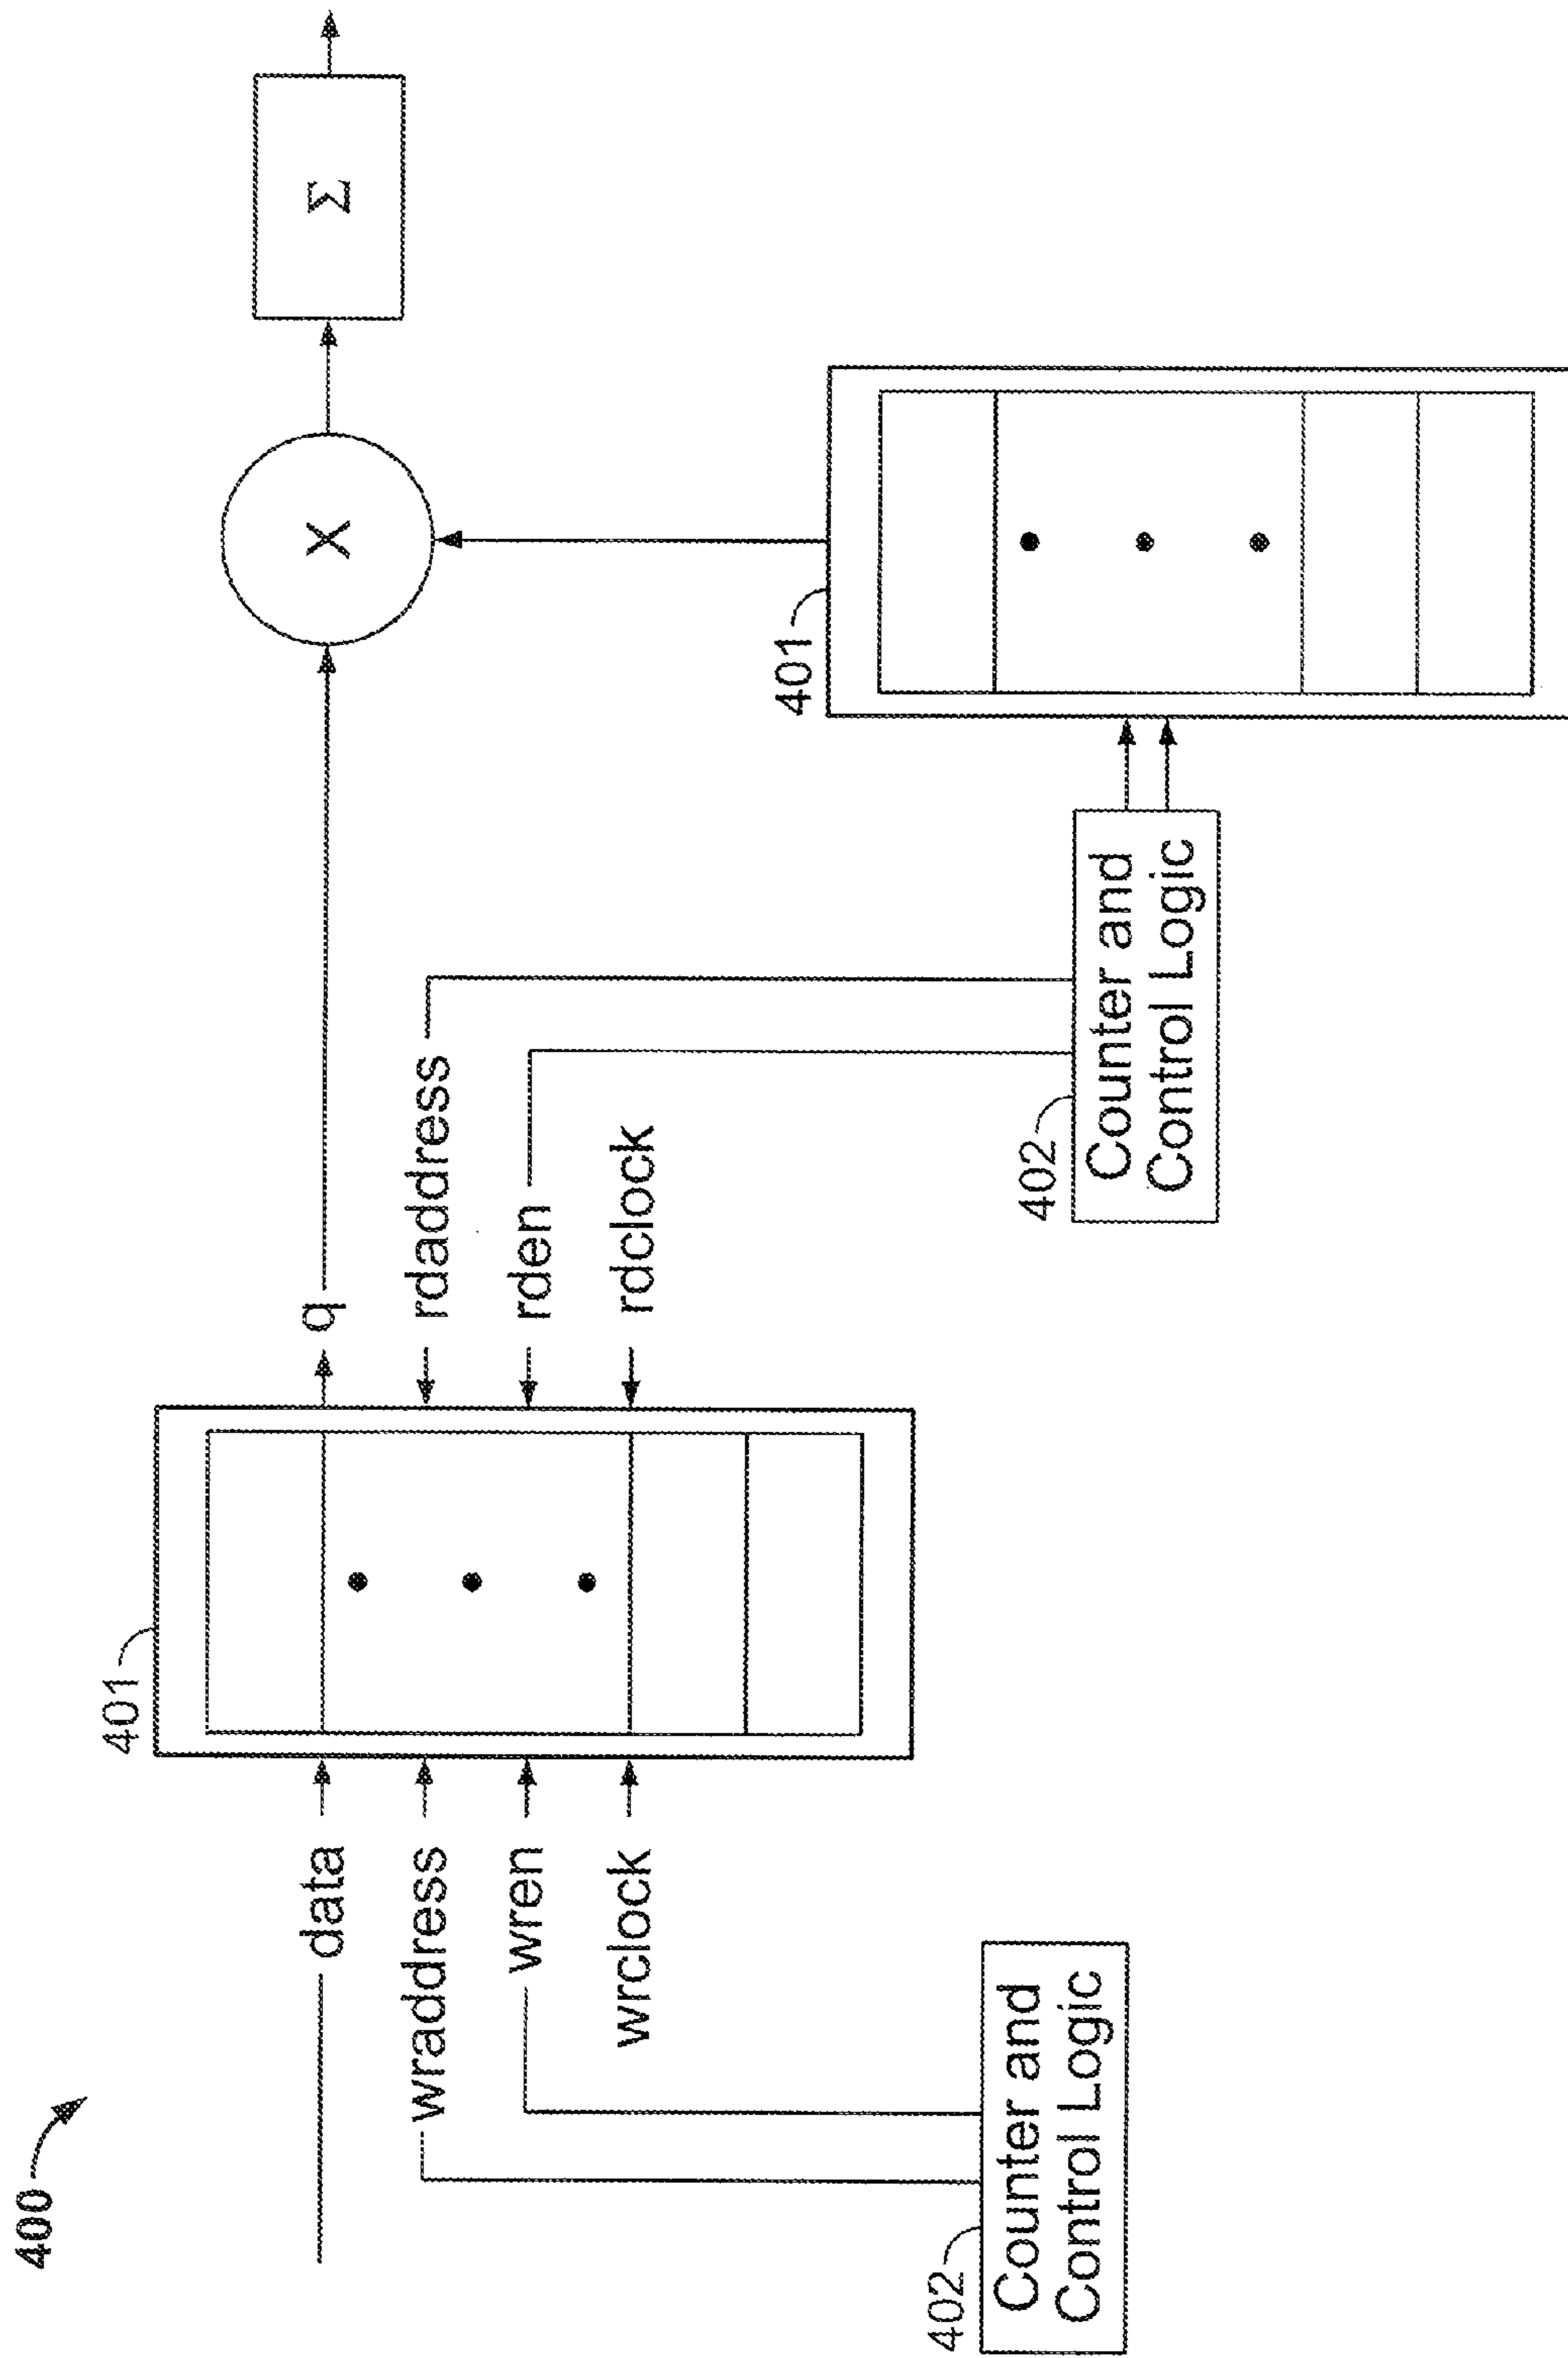 400
data
wraddress
wren
wrclock
402
Counter and
Control Logic
401
q
rdaddress
rden
rdclock
402
Counter and
Control Logic
401
X
Σ